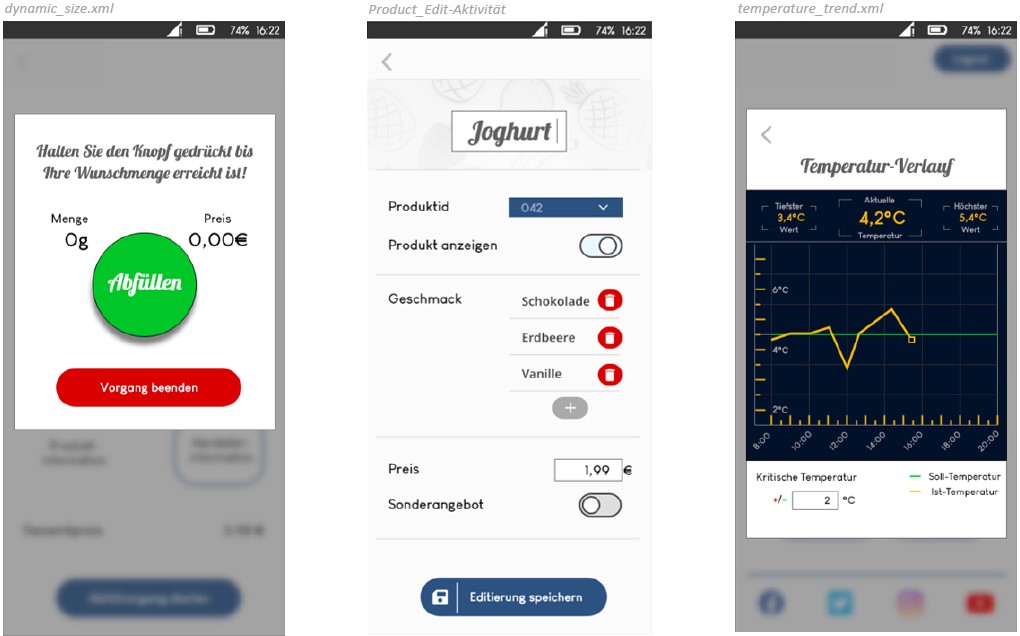 dynamic_size.xml
74% 16:22
Halten Sie den Knopf gedrückt bis
Ihre Wunschmenge erreicht ist!
Menge
0g
Preis
0,00€
Abfüllen
Vorgang beenden
Produkt-
information
Hersteller-
information
Gesamtpreis
Product_Edit-Aktivität
74% 16:22
Joghurt
Produktid
042
Produkt anzeigen
Geschmack
Schokolade
Erdbeere
Vanille
+
Preis
1,99 €
Sonderangebot
Editierung speichern
temperature_trend.xml
74% 16:22
Logout
Temperatur-Verlauf
Tiefster
3,4°C
Wert
Aktuelle
4,2°C
Temperatur
Höchster
5,4°C
Wert
6°C
4°C
2°C
8:00 10:00 12:00 14:00 16:00 18:00 20:00
Kritische Temperatur
+/- 2 °C
Soll-Temperatur
Ist-Temperatur